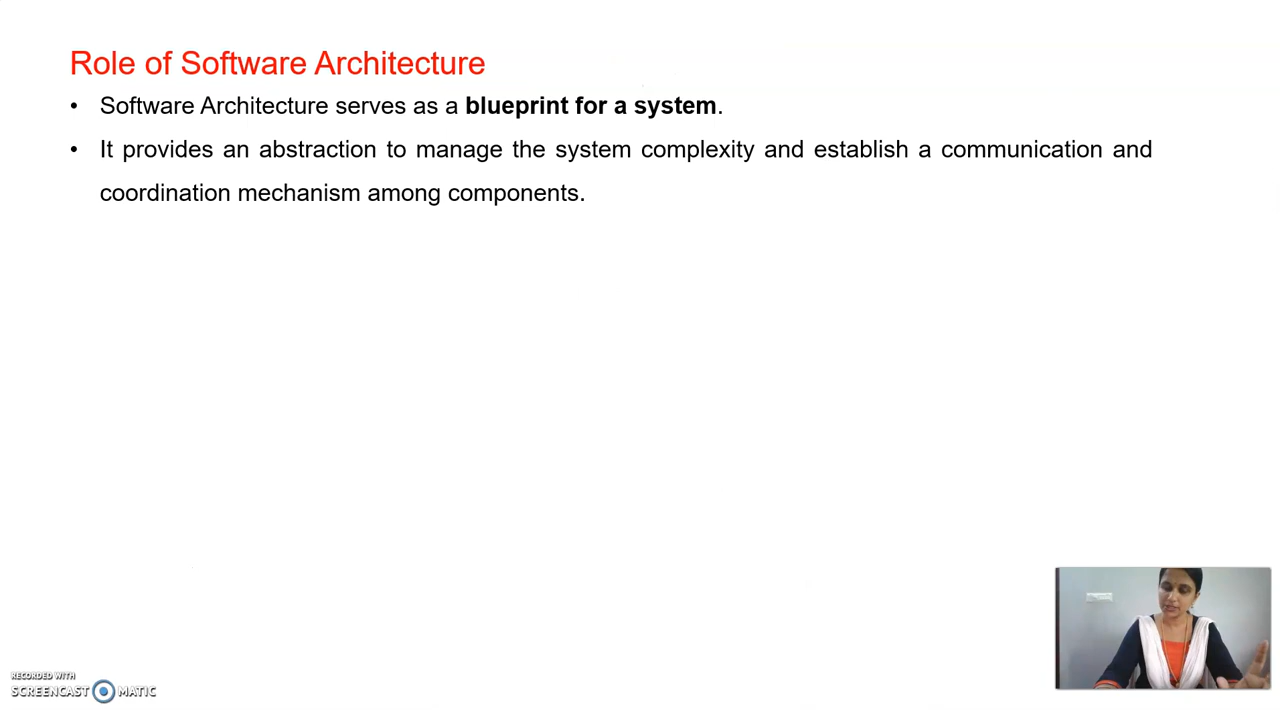 Role of Software Architecture
• Software Architecture serves as a blueprint for a system.
• It provides an abstraction to manage the system complexity and establish a communication and
coordination mechanism among components.
RECORDED WITH
SCREENCAST MATIC